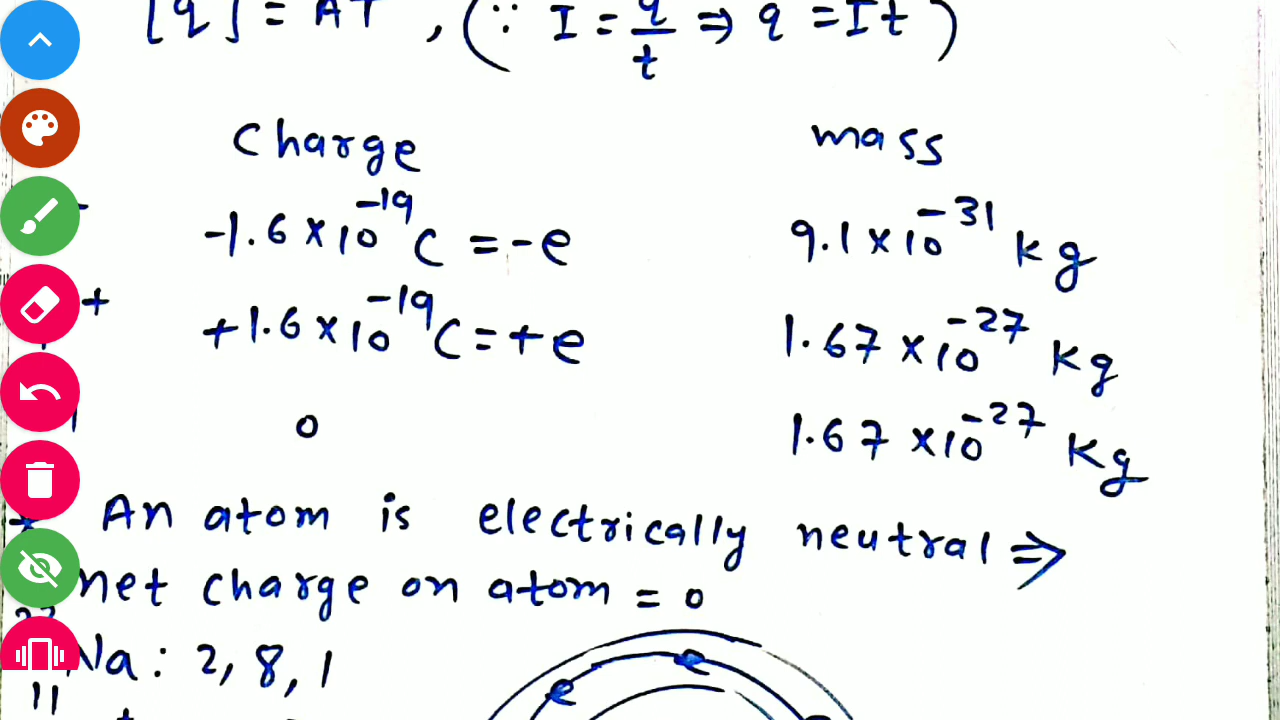 [q] = AT , (∵ I = q/t ⇒ q = It)
Charge mass
- -1.6 × 10⁻¹⁹ C = -e 9.1 × 10⁻³¹ kg
+ +1.6 × 10⁻¹⁹ C = +e 1.67 × 10⁻²⁷ kg
0 1.67 × 10⁻²⁷ kg
* An atom is electrically neutral ⇒
net charge on atom = 0
Na : 2, 8, 1
11
e e